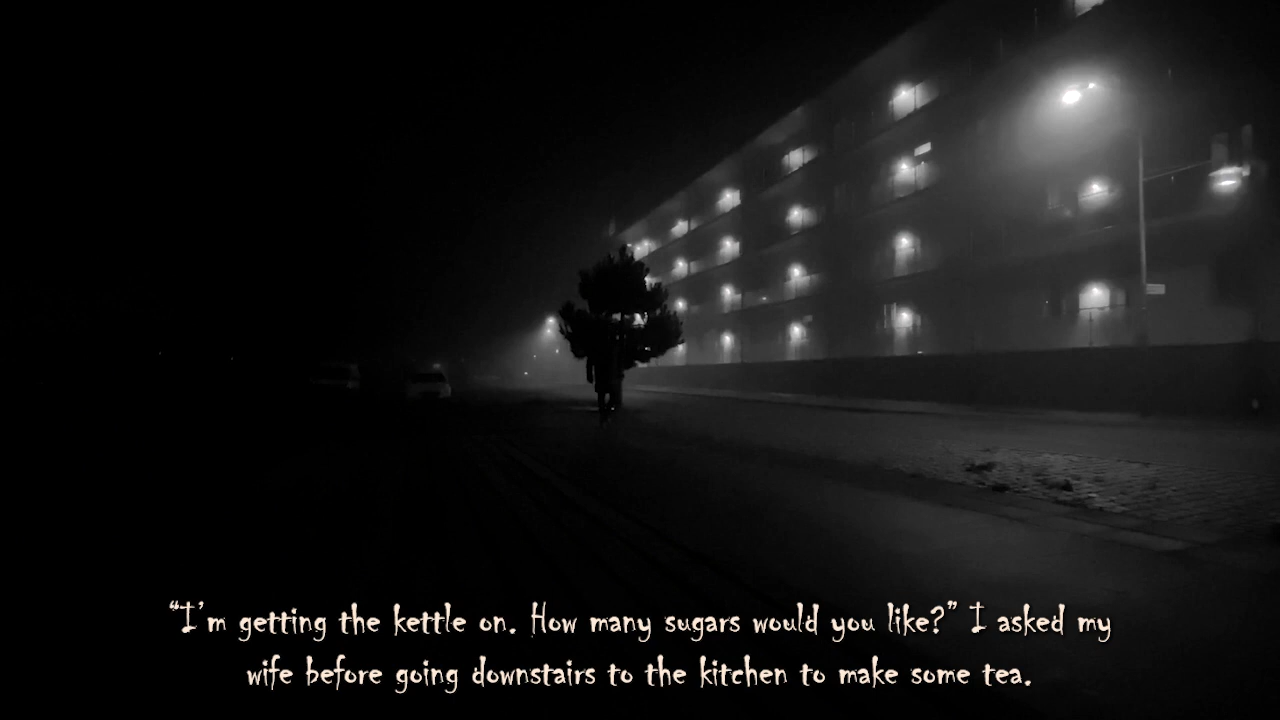 “I’m getting the kettle on. How many sugars would you like?” I asked my
wife before going downstairs to the kitchen to make some tea.